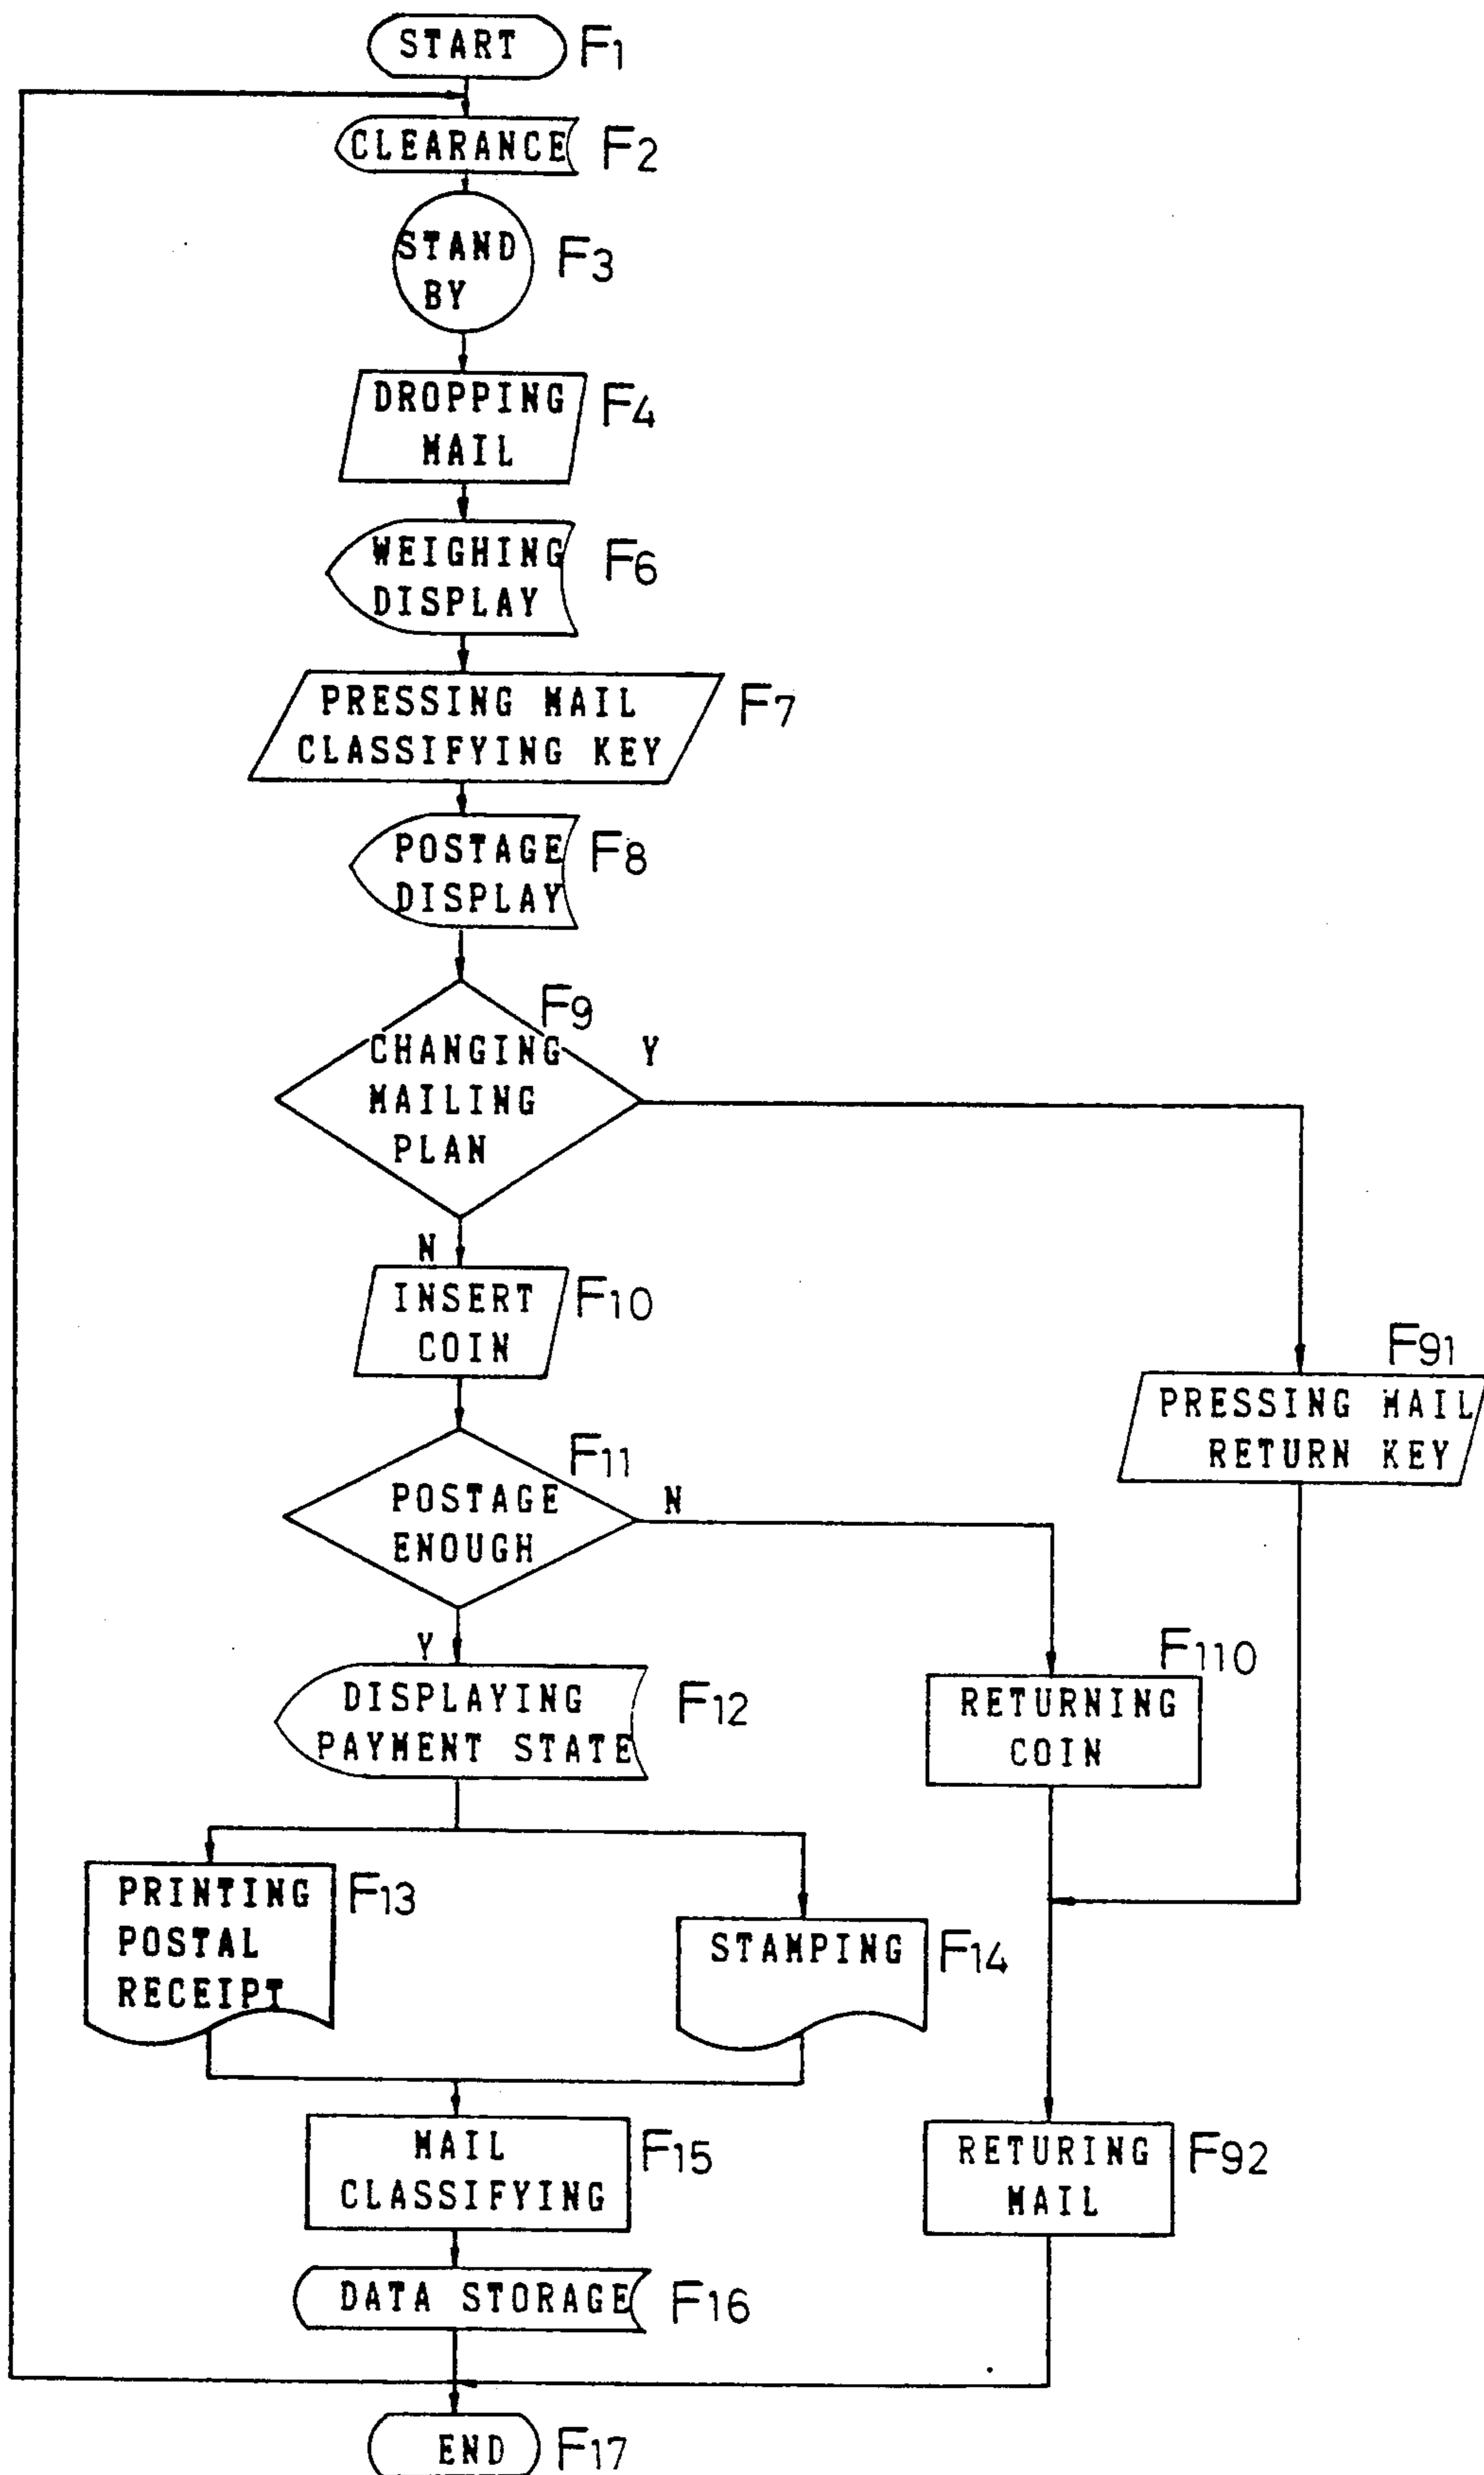 START F1
CLEARANCE F2
STAND F3
BY
DROPPING F4
MAIL
WEIGHING F6
DISPLAY
PRESSING MAIL F7
CLASSIFYING KEY
POSTAGE F8
DISPLAY
F9
CHANGING Y
MAILING
PLAN
N
INSERT F10
COIN
F91
PRESSING MAIL
RETURN KEY
F11
POSTAGE N
ENOUGH
Y
F110
DISPLAYING F12
PAYMENT STATE
RETURNING
COIN
PRINTING F13
POSTAL
RECEIPT
STAMPING F14
MAIL F15
CLASSIFYING
RETURING F92
MAIL
DATA STORAGE F16
END F17